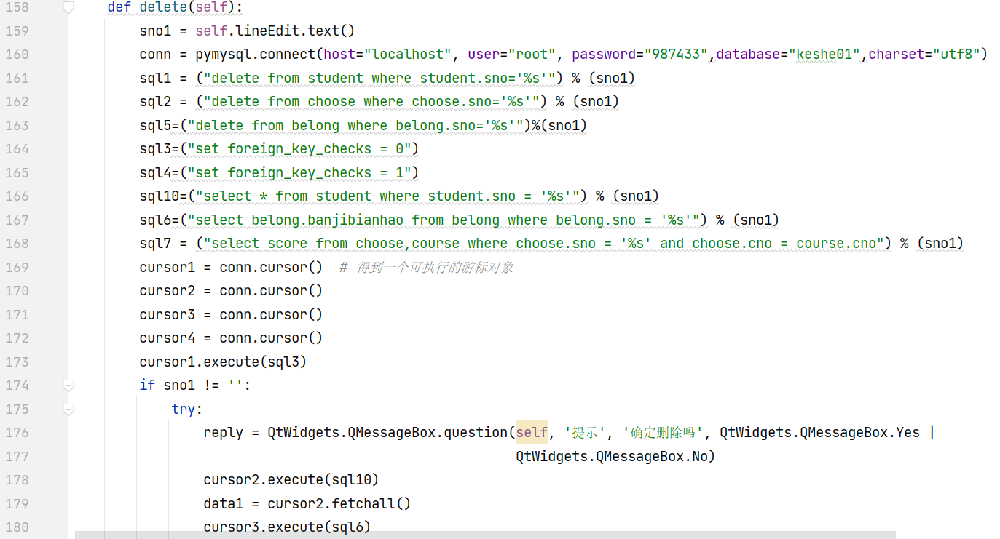 158 def delete(self):
159 sno1 = self.lineEdit.text()
160 conn = pymysql.connect(host="localhost", user="root", password="987433",database="keshe01",charset="utf8")
161 sql1 = ("delete from student where student.sno='%s'") % (sno1)
162 sql2 = ("delete from choose where choose.sno='%s'") % (sno1)
163 sql5=("delete from belong where belong.sno='%s'")%(sno1)
164 sql3=("set foreign_key_checks = 0")
165 sql4=("set foreign_key_checks = 1")
166 sql10=("select * from student where student.sno = '%s'") % (sno1)
167 sql6=("select belong.banjibianhao from belong where belong.sno = '%s'") % (sno1)
168 sql7 = ("select score from choose,course where choose.sno = '%s' and choose.cno = course.cno") % (sno1)
169 cursor1 = conn.cursor()  # 得到一个可执行的游标对象
170 cursor2 = conn.cursor()
171 cursor3 = conn.cursor()
172 cursor4 = conn.cursor()
173 cursor1.execute(sql3)
174 if sno1 != '':
175 try:
176 reply = QtWidgets.QMessageBox.question(self, '提示', '确定删除吗', QtWidgets.QMessageBox.Yes |
177 QtWidgets.QMessageBox.No)
178 cursor2.execute(sql10)
179 data1 = cursor2.fetchall()
180 cursor3.execute(sql6)